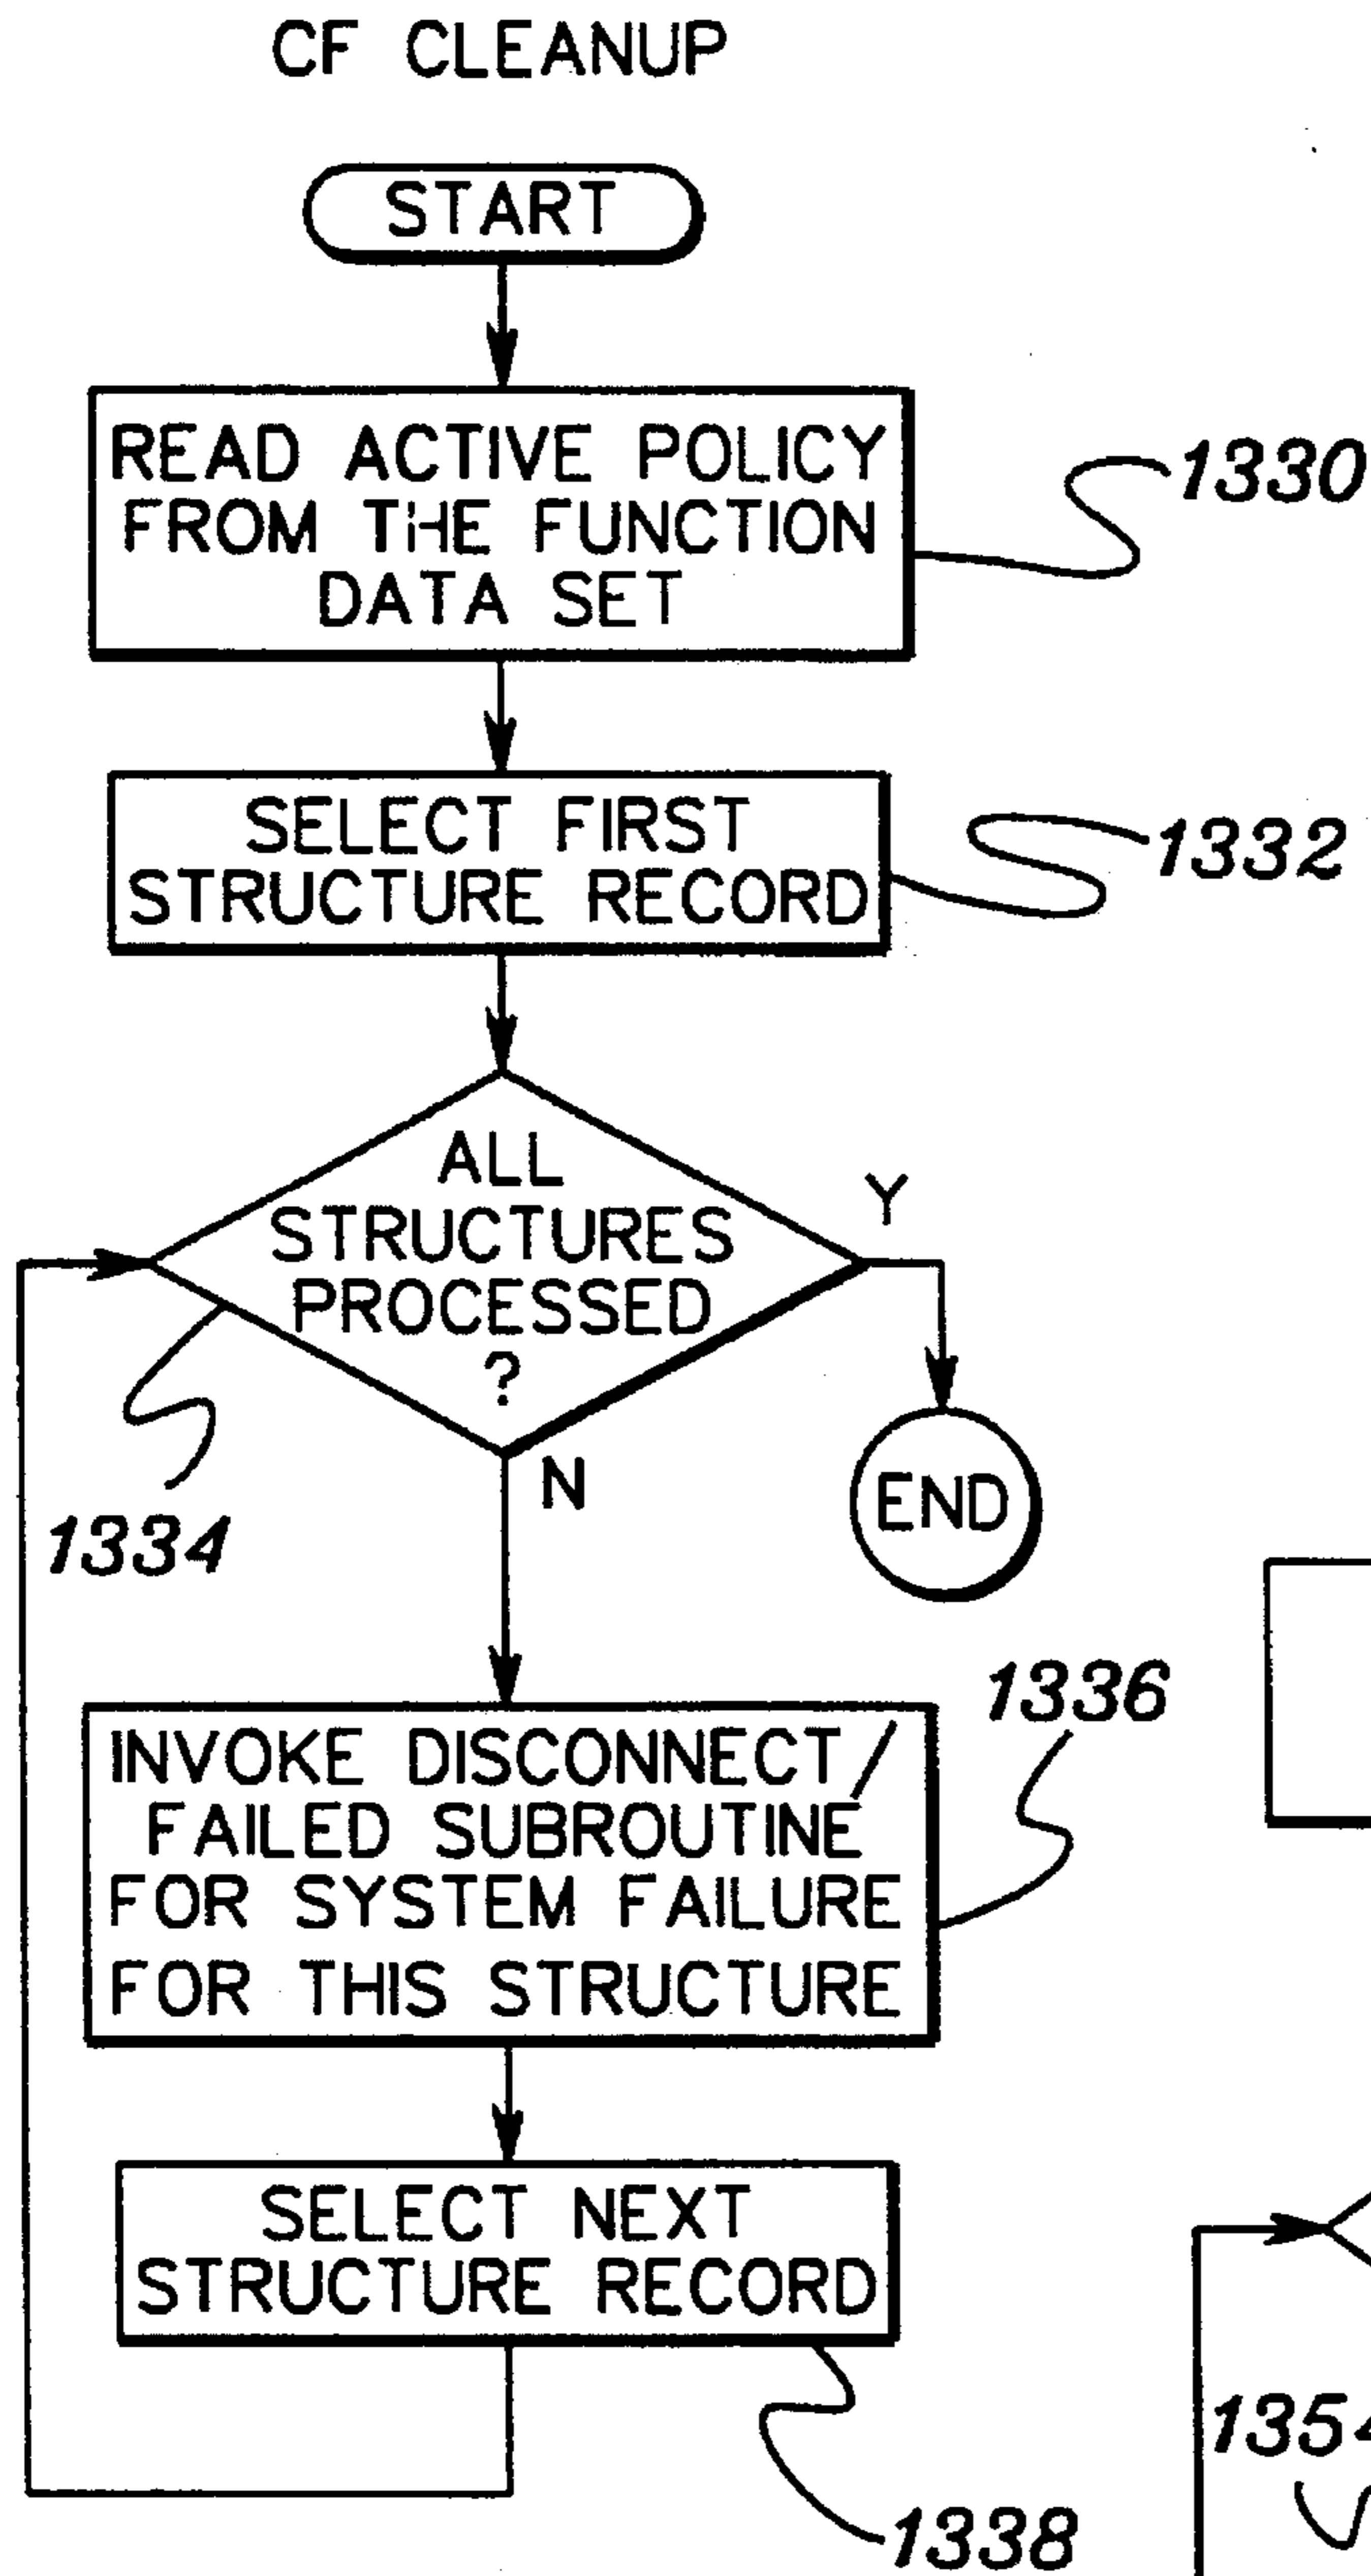 CF CLEANUP
START
READ ACTIVE POLICY
FROM THE FUNCTION
DATA SET
1330
SELECT FIRST
STRUCTURE RECORD
1332
ALL
STRUCTURES
PROCESSED
?
Y
N
1334
END
1336
INVOKE DISCONNECT/
FAILED SUBROUTINE
FOR SYSTEM FAILURE
FOR THIS STRUCTURE
SELECT NEXT
STRUCTURE RECORD
1338
1354